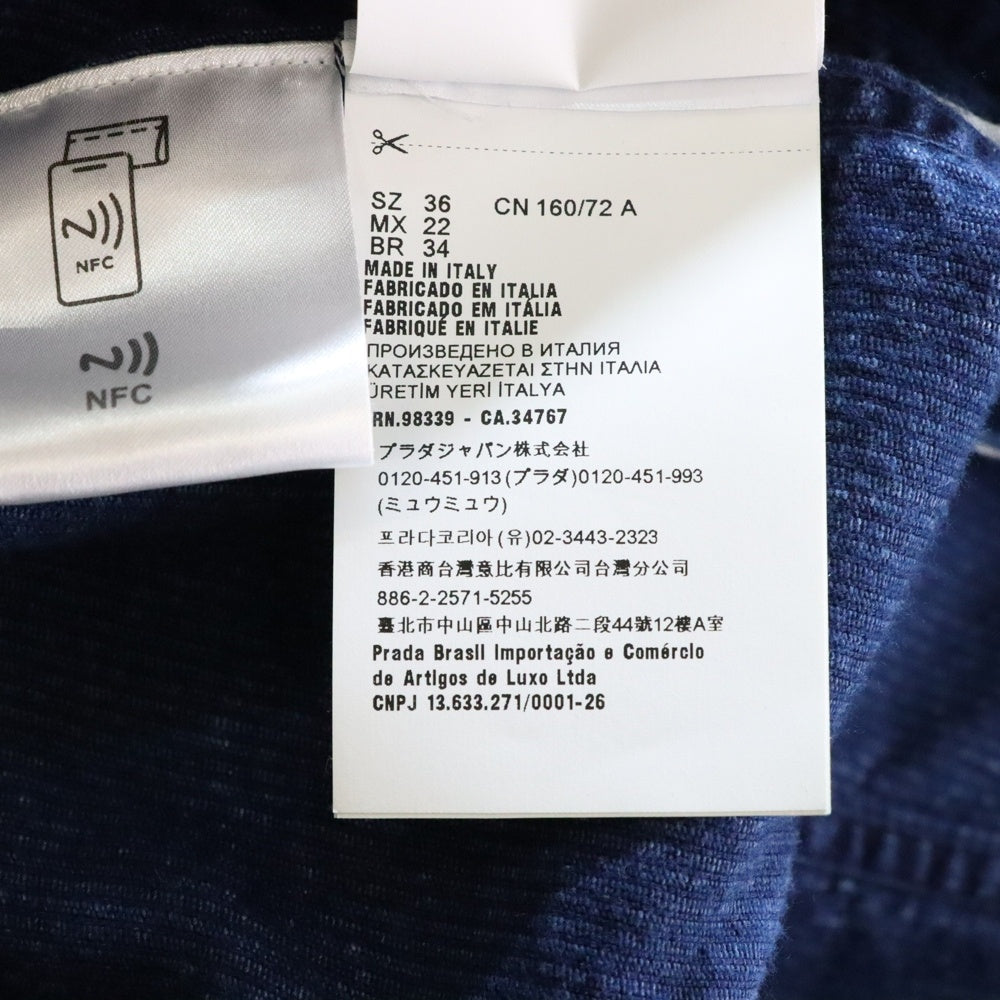 NFC
NFC
SZ 36 CN 160/72 A
MX 22
BR 34
MADE IN ITALY
FABRICADO EN ITALIA
FABRICADO EM ITÁLIA
FABRIQUÉ EN ITALIE
ПРОИЗВЕДЕНО В ИТАЛИЯ
ΚΑΤΑΣΚΕΥΑΖΕΤΑΙ ΣΤΗΝ ΙΤΑΛΙΑ
ÜRETİM YERİ İTALYA
RN.98339 - CA.34767
プラダジャパン株式会社
0120-451-913(プラダ)0120-451-993
(ミュウミュウ)
프라다코리아(유)02-3443-2323
香港商台灣意比有限公司台灣分公司
886-2-2571-5255
臺北市中山區中山北路二段44號12樓A室
Prada Brasil Importação e Comércio
de Artigos de Luxo Ltda
CNPJ 13.633.271/0001-26